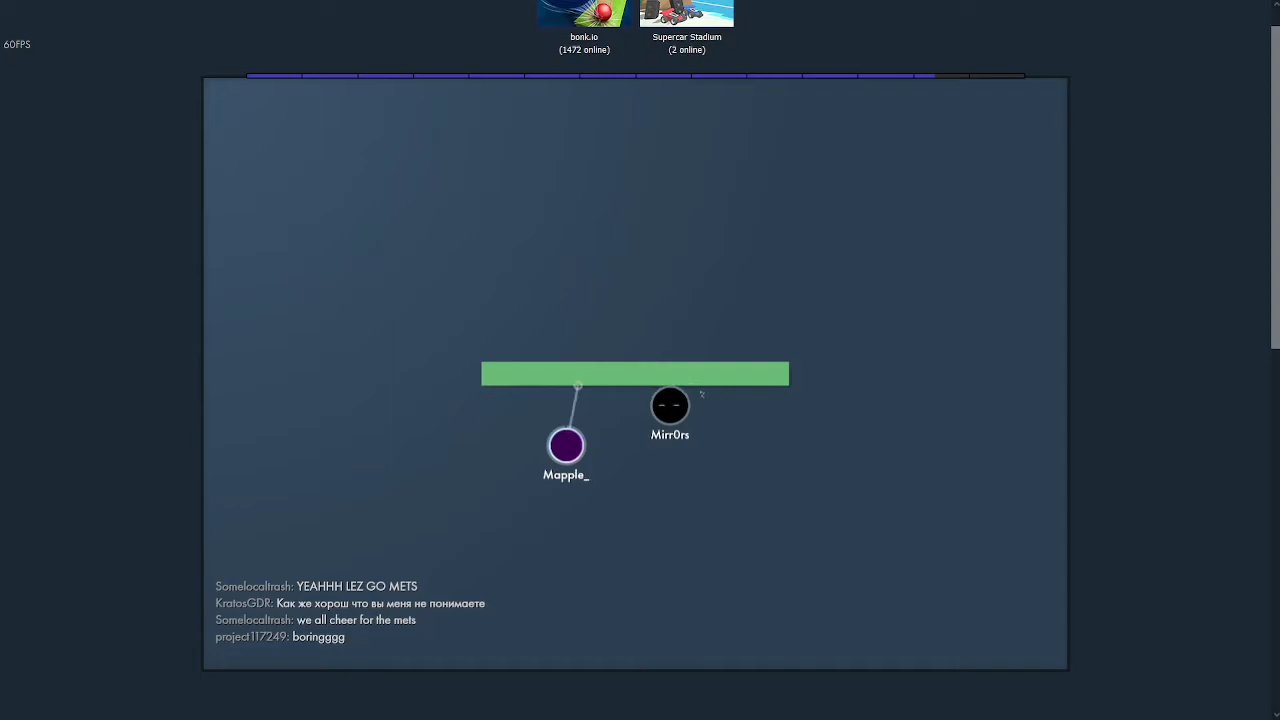 60FPS
bonk.io
(1472 online)
Supercar Stadium
(2 online)
Mirr0rs
Mapple_
Somelocaltrash: YEAHHH LEZ GO METS
KratosGDR: Как же хорош что вы меня не понимаете
Somelocaltrash: we all cheer for the mets
project117249: boringggg